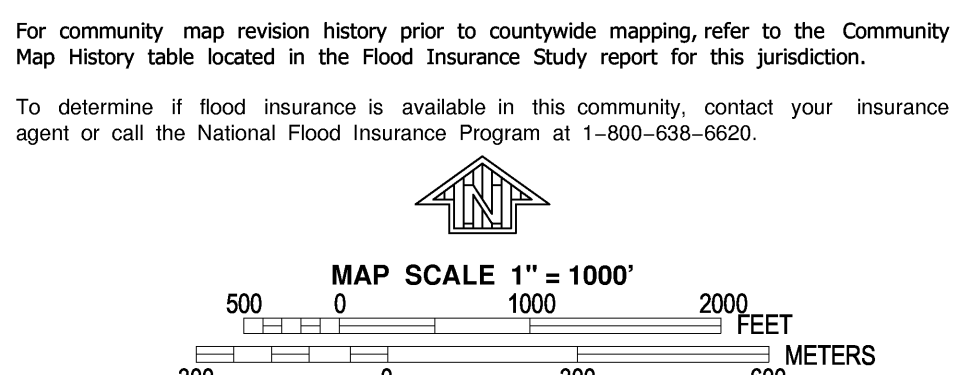 For community map revision history prior to countywide mapping, refer to the Community
Map History table located in the Flood Insurance Study report for this jurisdiction.
To determine if flood insurance is available in this community, contact your insurance
agent or call the National Flood Insurance Program at 1-800-638-6620.
N
MAP SCALE 1" = 1000'
500 0 1000 2000
FEET
METERS